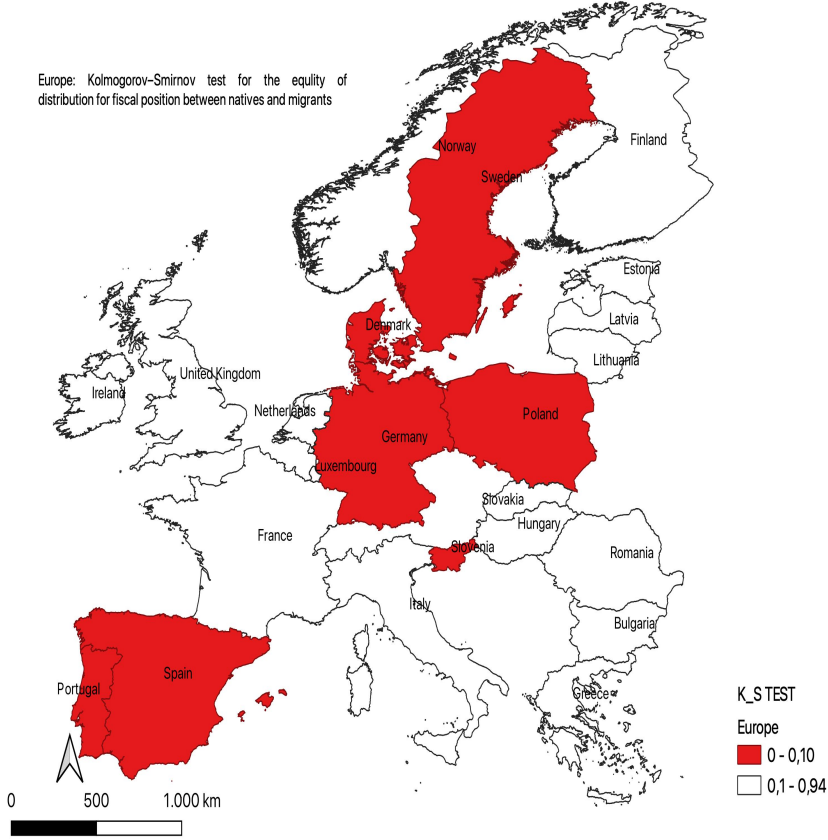 Europe: Kolmogorov–Smirnov test for the equlity of
distribution for fiscal position between natives and migrants
Norway
Finland
Sweden
Estonia
Latvia
Denmark
Lithuania
United Kingdom
Ireland
Netherlands
Poland
Germany
Luxembourg
Slovakia
Hungary
France
Slovenia
Romania
Italy
Bulgaria
Spain
Portugal
Greece
K_S TEST
Europe
0 - 0,10
0,1 - 0,94
0 500 1.000 km